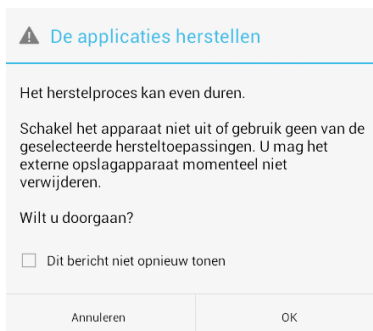 De applicaties herstellen
Het herstelproces kan even duren.
Schakel het apparaat niet uit of gebruik geen van de
geselecteerde hersteltoepassingen. U mag het
externe opslagapparaat momenteel niet
verwijderen.
Wilt u doorgaan?
Dit bericht niet opnieuw tonen
Annuleren
OK